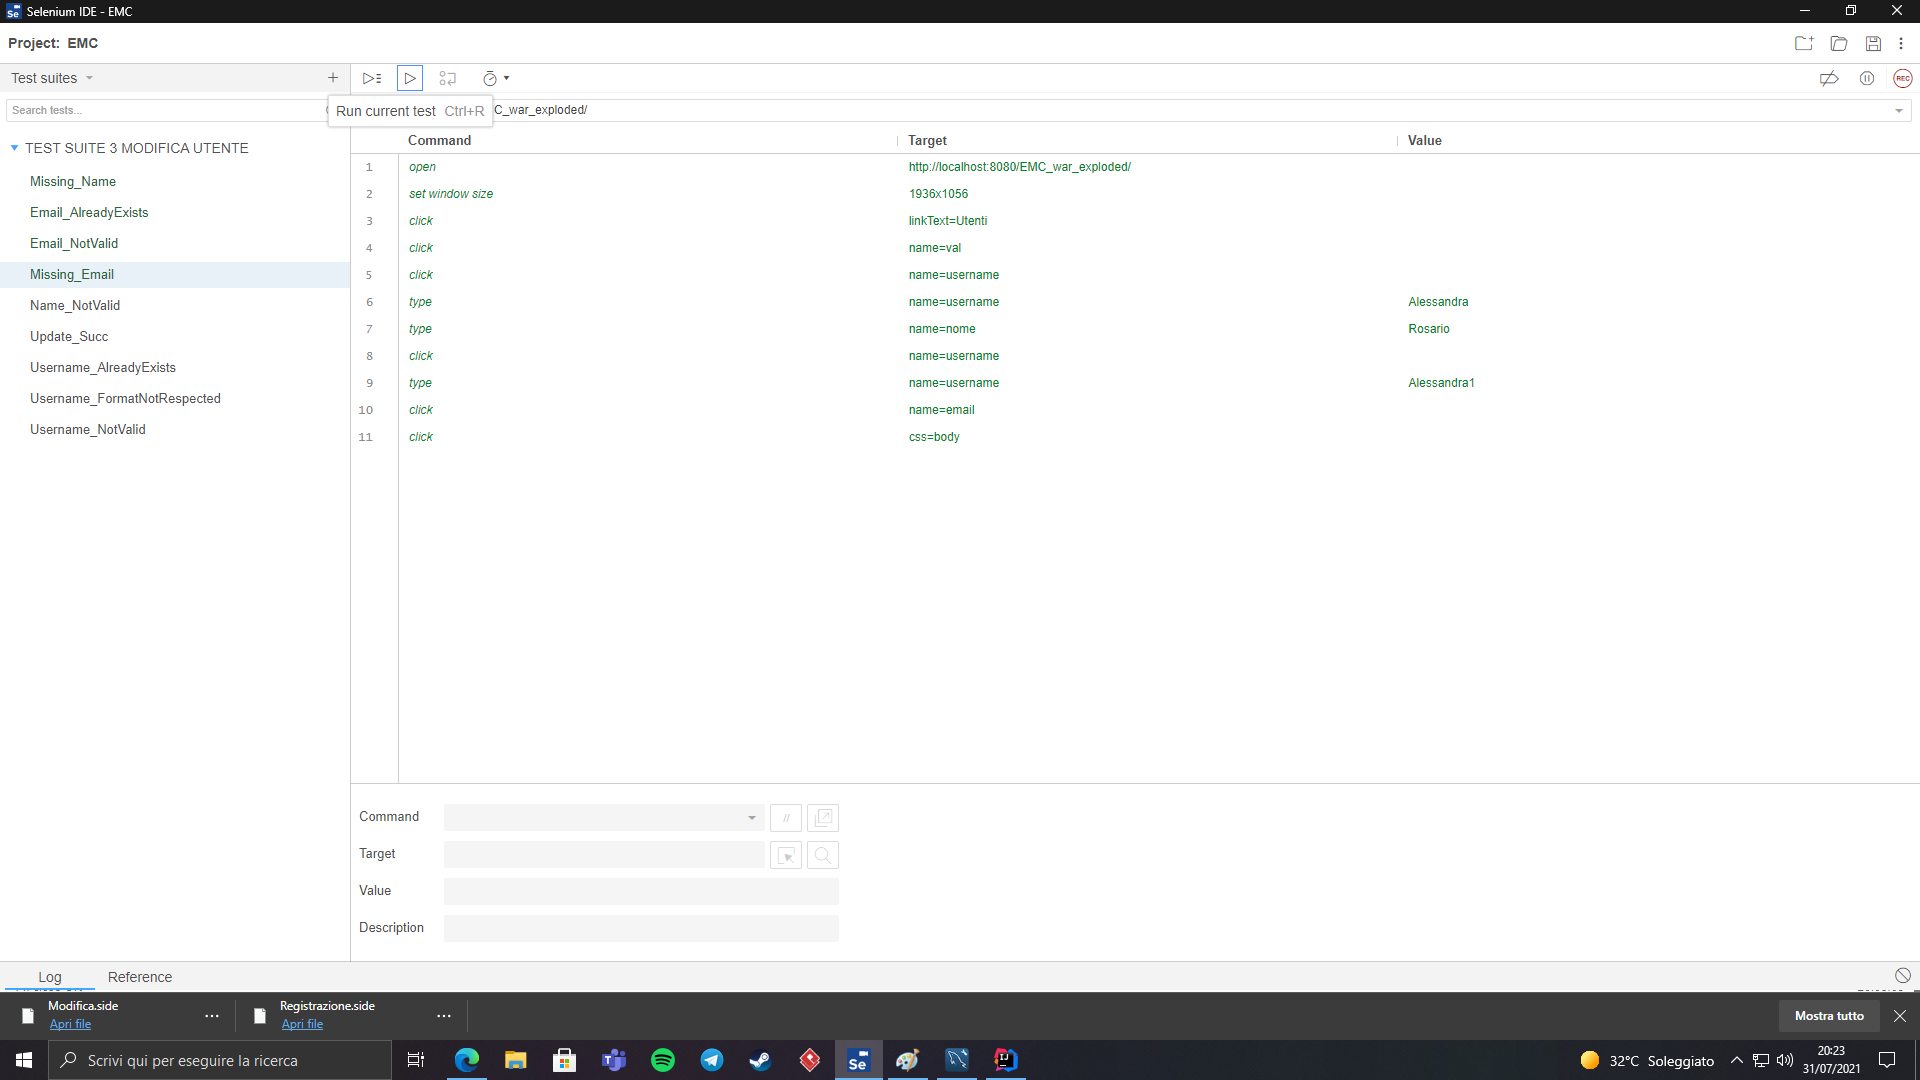 Selenium IDE - EMC
Project: EMC
Test suites
Search tests...
Run current test Ctrl+R
C_war_exploded/
REC
Command Target Value
TEST SUITE 3 MODIFICA UTENTE
Missing_Name
Email_AlreadyExists
Email_NotValid
Missing_Email
Name_NotValid
Update_Succ
Username_AlreadyExists
Username_FormatNotRespected
Username_NotValid
1 open http://localhost:8080/EMC_war_exploded/
2 set window size 1936x1056
3 click linkText=Utenti
4 click name=val
5 click name=username
6 type name=username Alessandra
7 type name=nome Rosario
8 click name=username
9 type name=username Alessandra1
10 click name=email
11 click css=body
Command
//
Target
Value
Description
Log Reference
Modifica.side
Apri file
Registrazione.side
Apri file
Mostra tutto
Scrivi qui per eseguire la ricerca
Se
32°C Soleggiato
20:23
31/07/2021